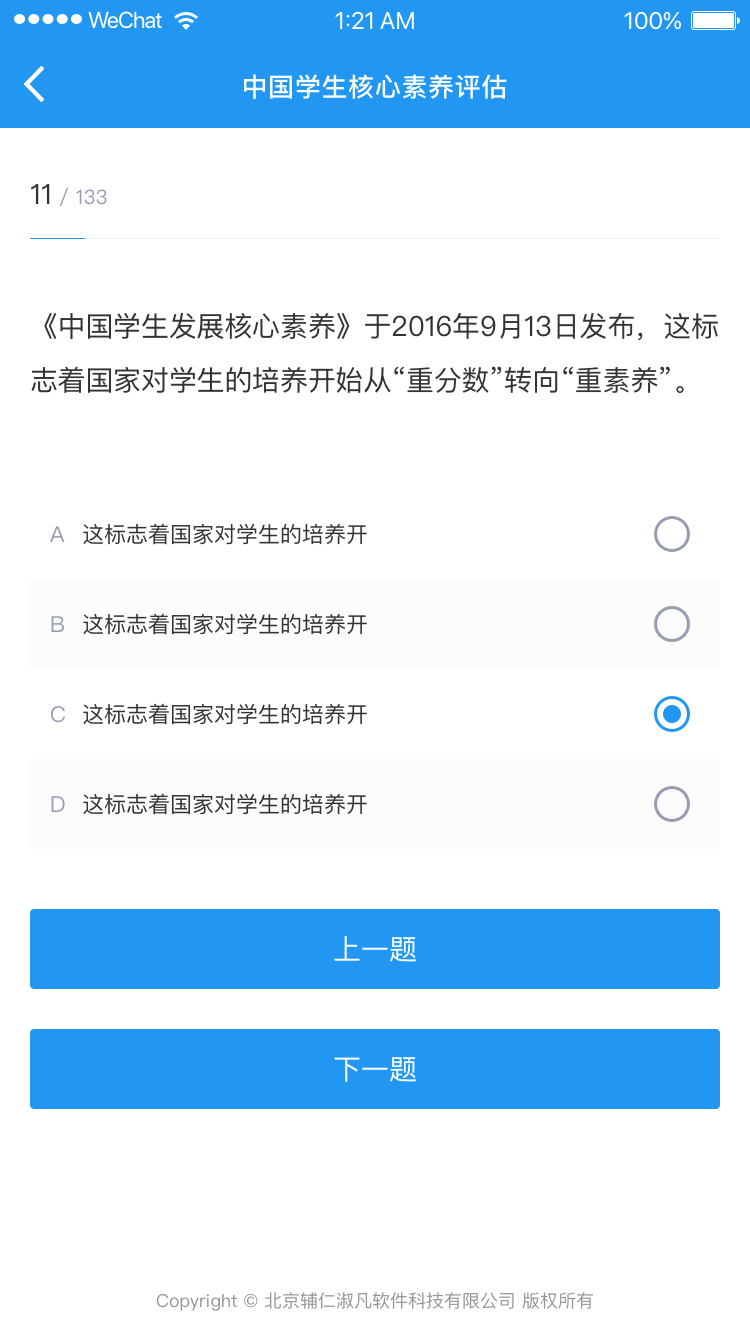 WeChat 1:21 AM 100%
中国学生核心素养评估
11 / 133
《中国学生发展核心素养》于2016年9月13日发布，这标
志着国家对学生的培养开始从“重分数”转向“重素养”。
A 这标志着国家对学生的培养开
B 这标志着国家对学生的培养开
C 这标志着国家对学生的培养开
D 这标志着国家对学生的培养开
上一题
下一题
Copyright © 北京辅仁淑凡软件科技有限公司 版权所有